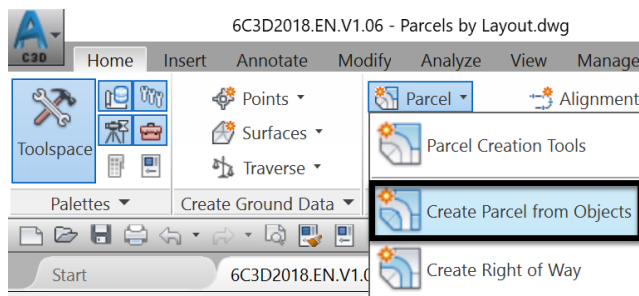 6C3D2018.EN.V1.06 - Parcels by Layout.dwg
A
C3D
Home Insert Annotate Modify Analyze View Manage
Points Parcel Alignment
Surfaces
Toolspace
Traverse
Parcel Creation Tools
Palettes Create Ground Data
Create Parcel from Objects
Start 6C3D2018.EN.V1.0
Create Right of Way